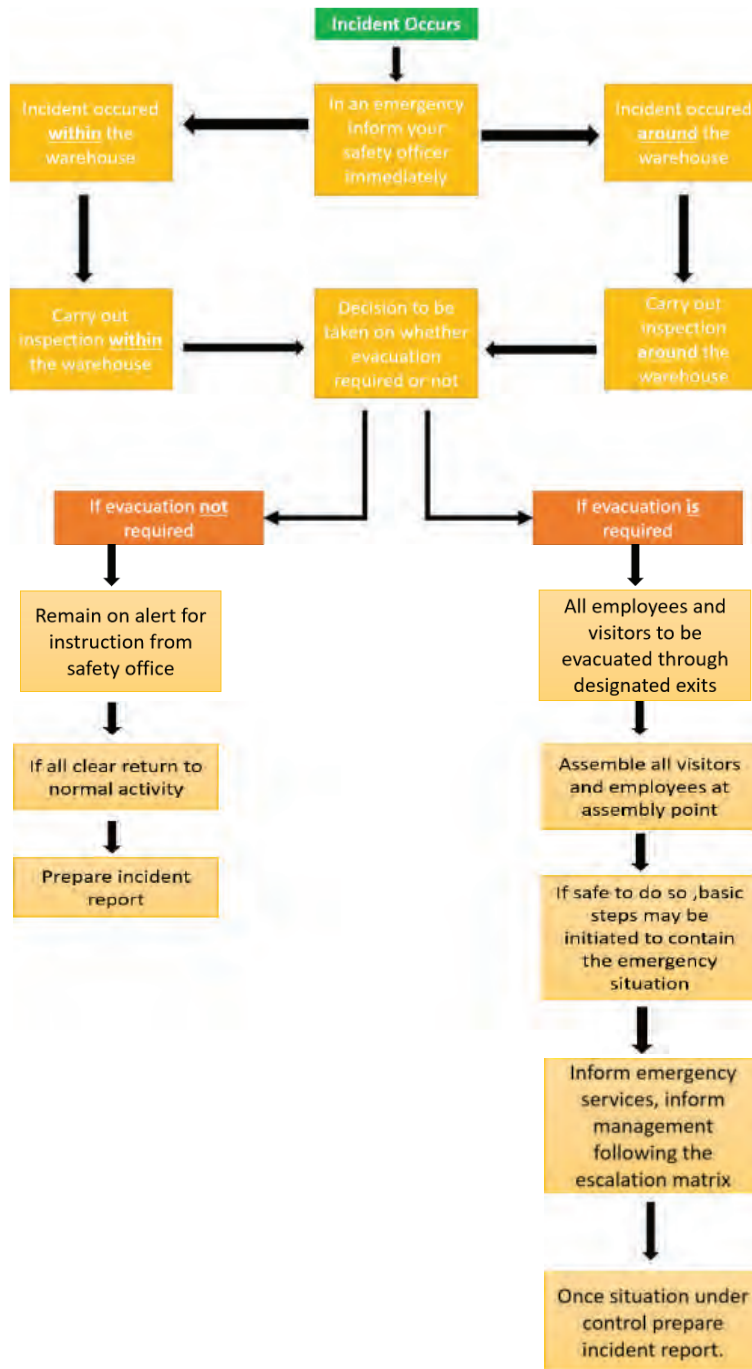 Incident Occurs
Incident occured
within the
warehouse
In an emergency
Inform your
safety officer
immediately
Incident occured
around the
warehouse
Carry out
inspection within
the warehouse
Decision to be
taken on whether
evacuation
required or not
Carry out
inspection
around the
warehouse
If evacuation not
required
If evacuation is
required
Remain on alert for
instruction from
safety office
All employees and
visitors to be
evacuated through
designated exits
If all clear return to
normal activity
Assemble all visitors
and employees at
assembly point
Prepare incident
report
If safe to do so ,basic
steps may be
initiated to contain
the emergency
situation
Inform emergency
services, inform
management
following the
escalation matrix
Once situation under
control prepare
incident report.